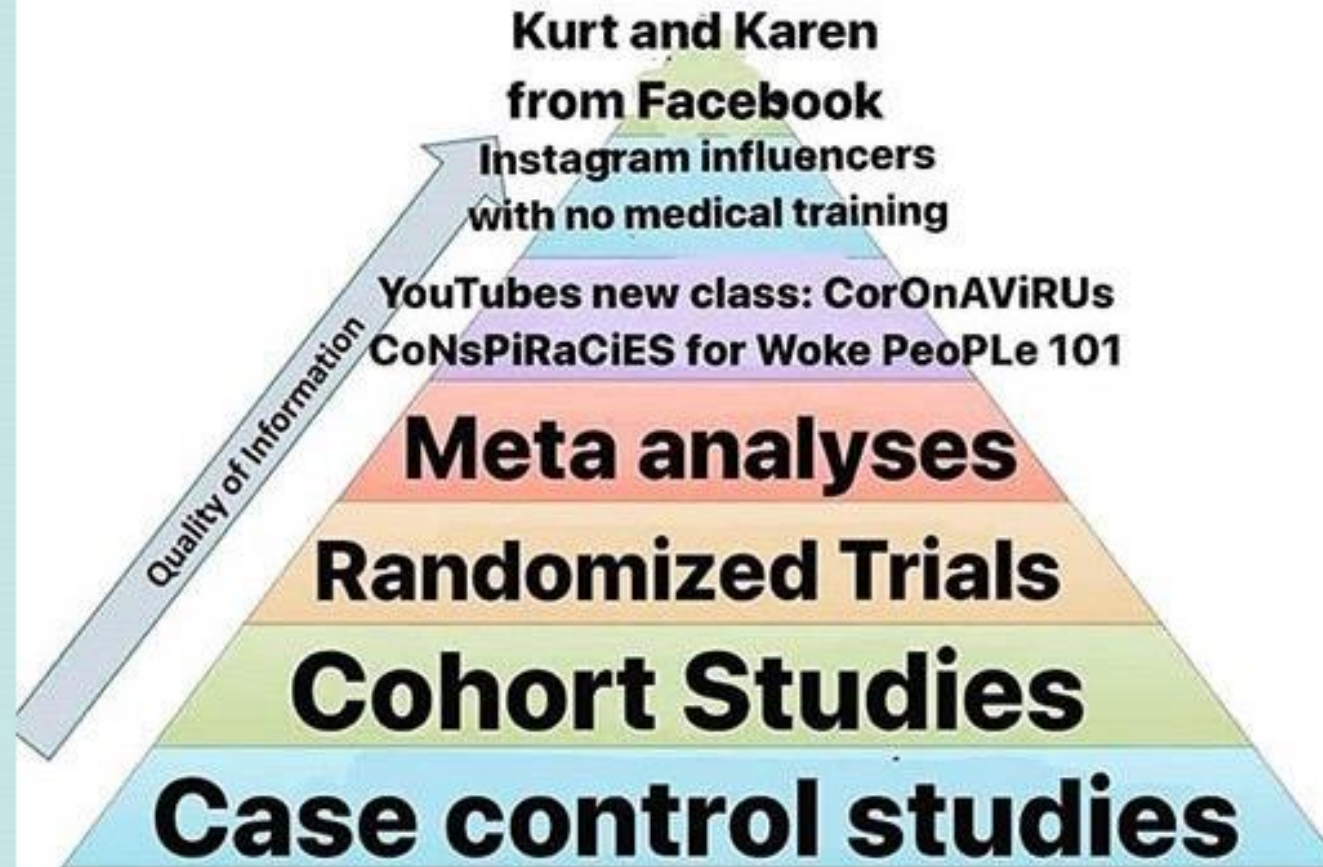 Kurt and Karen
from Facebook
Instagram influencers
with no medical training
YouTubes new class: CorOnAViRUs
CoNsPiRaCiES for Woke PeoPLe 101
Quality of Information
Meta analyses
Randomized Trials
Cohort Studies
Case control studies